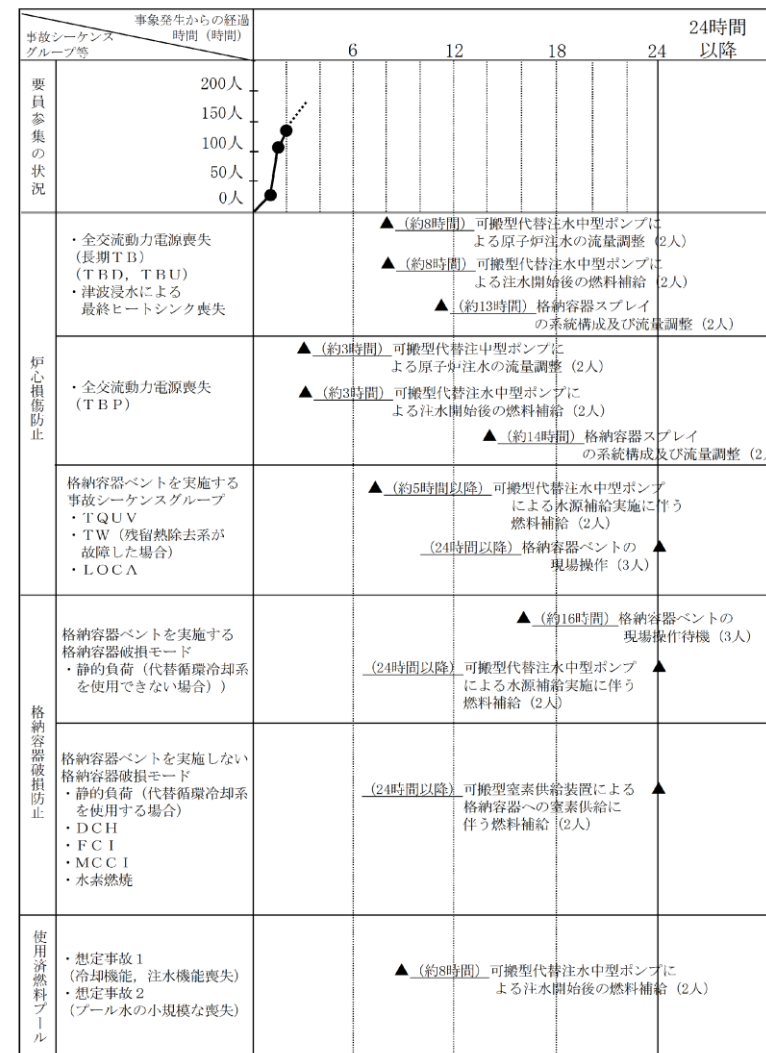 事象発生からの経過
時間（時間）
事故シーケンス
グループ等
6
12
18
24
24時間
以降
要員参集の状況
200人
150人
100人
50人
0人
炉心損傷防止
・全交流動力電源喪失
（長期ＴＢ）
（ＴＢＤ，ＴＢＵ）
・津波浸水による
最終ヒートシンク喪失
▲（約8時間）可搬型代替注水中型ポンプに
よる原子炉注水の流量調整（2人）
▲（約8時間）可搬型代替注水中型ポンプに
よる注水開始後の燃料補給（2人）
▲（約13時間）格納容器スプレイ
の系統構成及び流量調整（2人）
・全交流動力電源喪失
（ＴＢＰ）
▲（約3時間）可搬型代替注中型ポンプに
よる原子炉注水の流量調整（2人）
▲（約3時間）可搬型代替注水中型ポンプに
よる注水開始後の燃料補給（2人）
▲（約14時間）格納容器スプレイ
の系統構成及び流量調整（2
格納容器ベントを実施する
事故シーケンスグループ
・ＴＱＵＶ
・ＴＷ（残留熱除去系が
故障した場合）
・ＬＯＣＡ
▲（約5時間以降）可搬型代替注水中型ポンプ
による水源補給実施に伴う
燃料補給（2人）
（24時間以降）格納容器ベントの ▲
現場操作（3人）
格納容器破損防止
格納容器ベントを実施する
格納容器破損モード
・静的負荷（代替循環冷却系
を使用できない場合））
▲（約16時間）格納容器ベントの
現場操作待機（3人）
（24時間以降）可搬型代替注水中型ポンプ ▲
による水源補給実施に伴う
燃料補給（2人）
格納容器ベントを実施しない
格納容器破損モード
・静的負荷（代替循環冷却系
を使用する場合）
・ＤＣＨ
・ＦＣＩ
・ＭＣＣＩ
・水素燃焼
（24時間以降）可搬型窒素供給装置による ▲
格納容器への窒素供給に
伴う燃料補給（2人）
使用済燃料プール
・想定事故１
（冷却機能，注水機能喪失）
・想定事故２
（プール水の小規模な喪失）
▲（約8時間）可搬型代替注水中型ポンプに
よる注水開始後の燃料補給（2人）